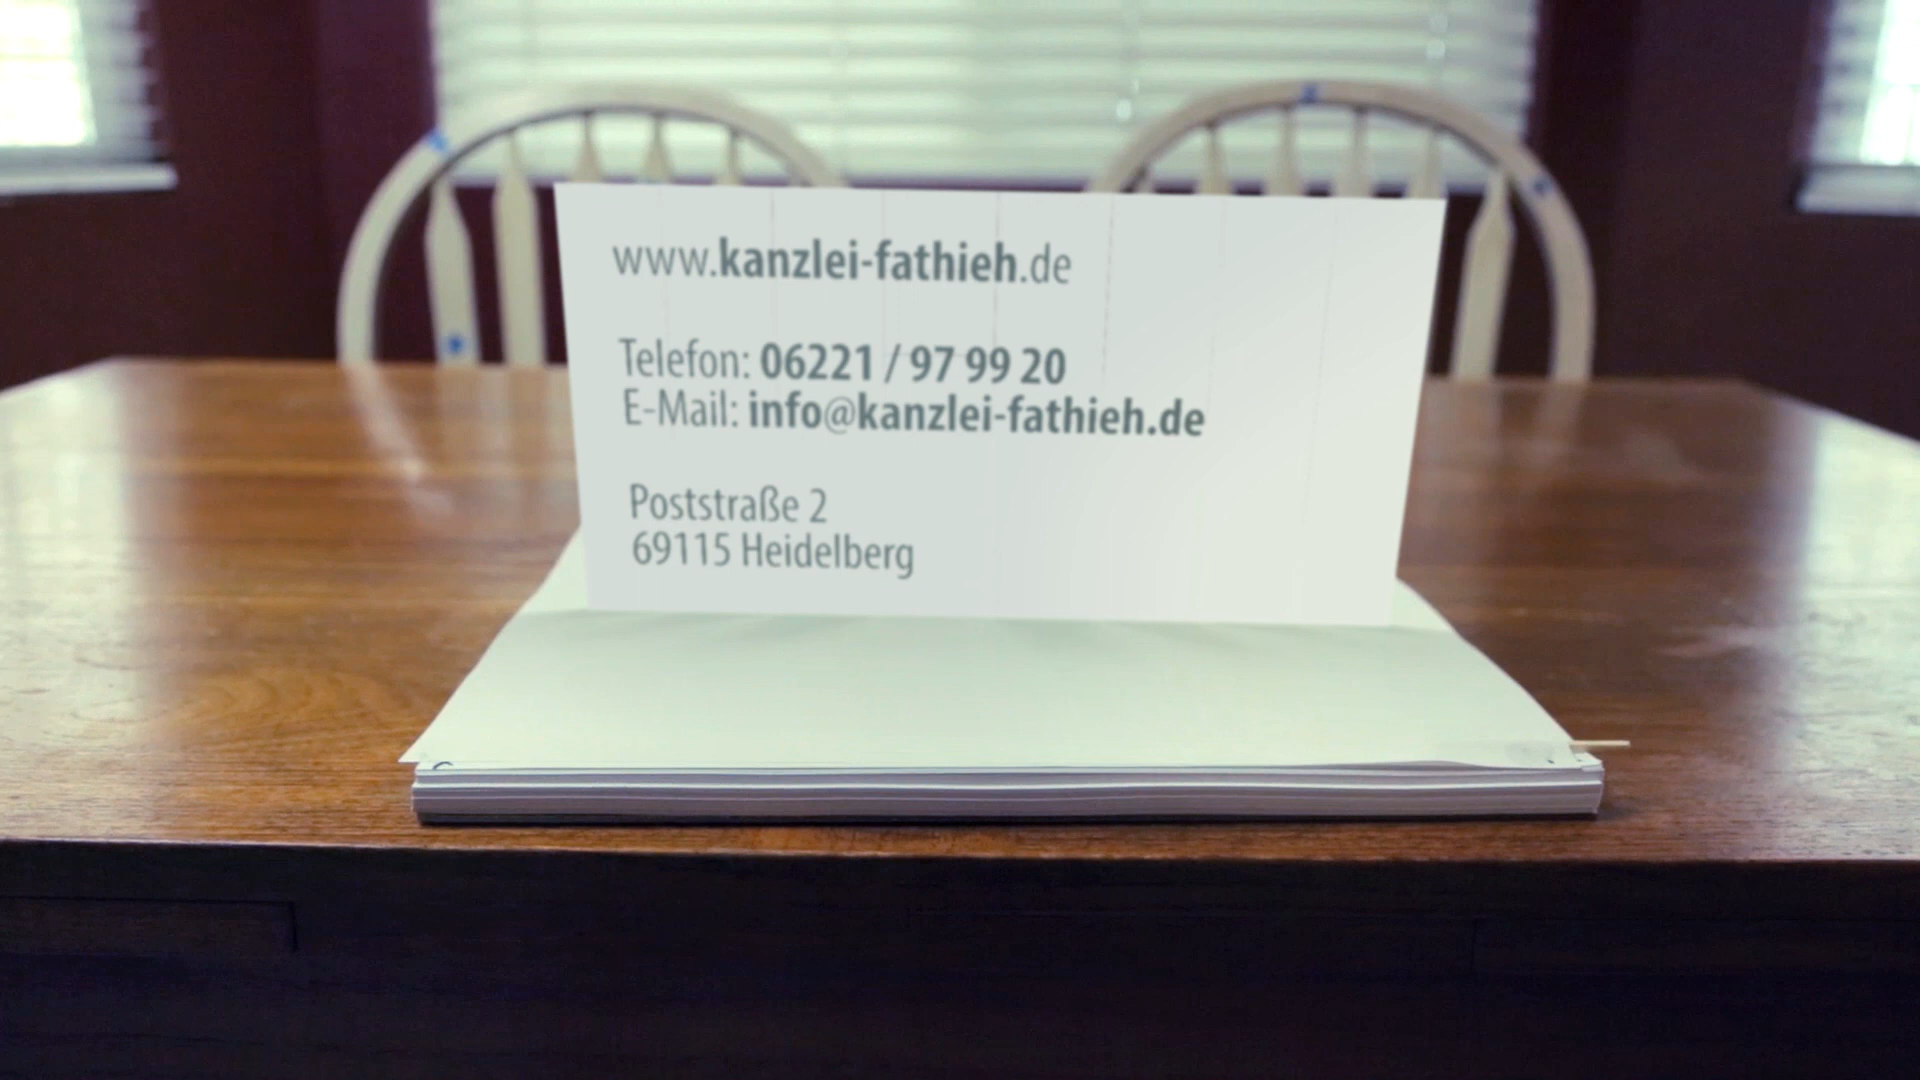 www.kanzlei-fathieh.de
Telefon: 06221 / 97 99 20
E-Mail: info@kanzlei-fathieh.de
Poststraße 2
69115 Heidelberg